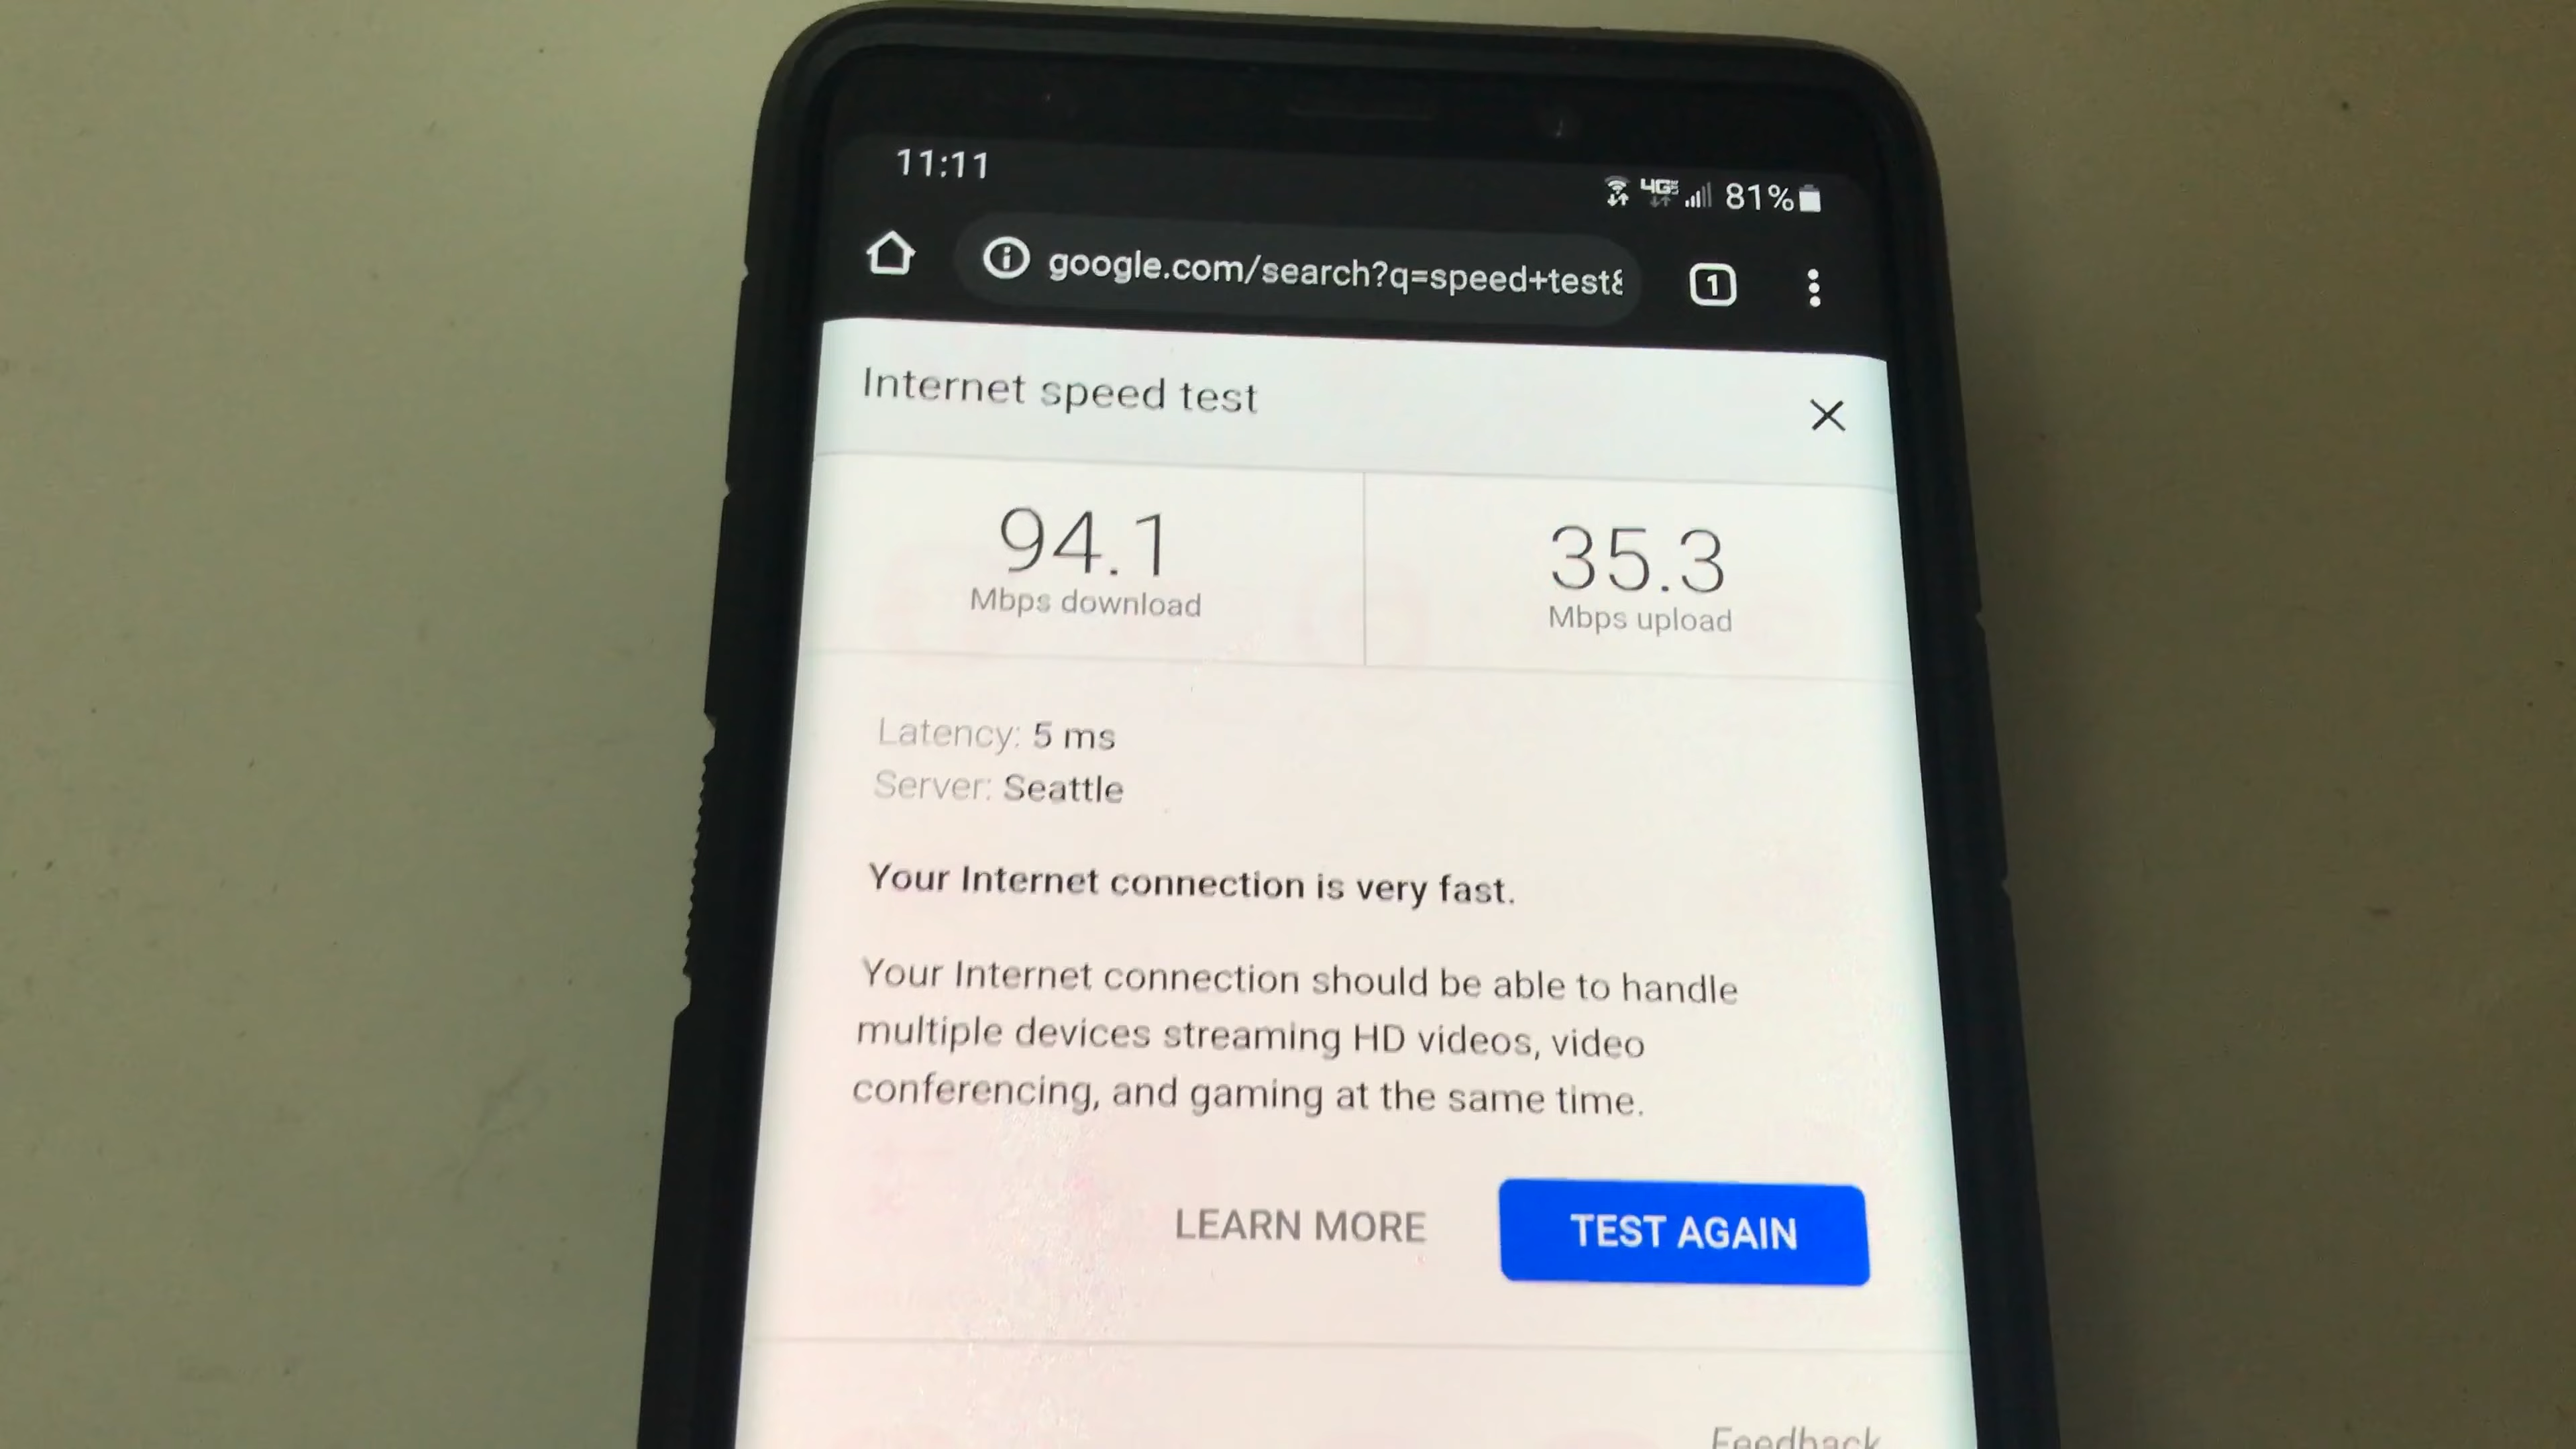 11:11
4GE 81%
google.com/search?q=speed+test&
1
Internet speed test
94.1
Mbps download
35.3
Mbps upload
Latency: 5 ms
Server: Seattle
Your Internet connection is very fast.
Your Internet connection should be able to handle
multiple devices streaming HD videos, video
conferencing, and gaming at the same time.
LEARN MORE
TEST AGAIN
Feedback